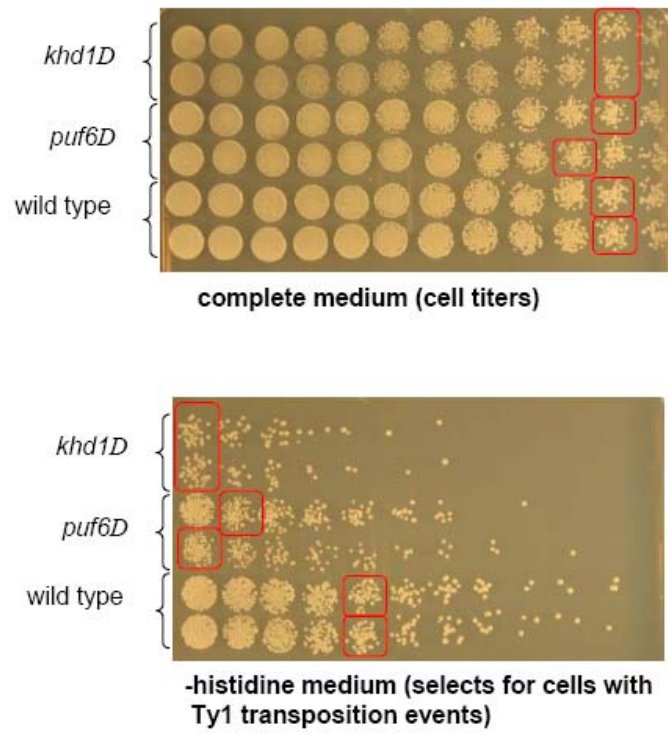 khd1D
puf6D
wild type
complete medium (cell titers)
khd1D
puf6D
wild type
-histidine medium (selects for cells with
Ty1 transposition events)